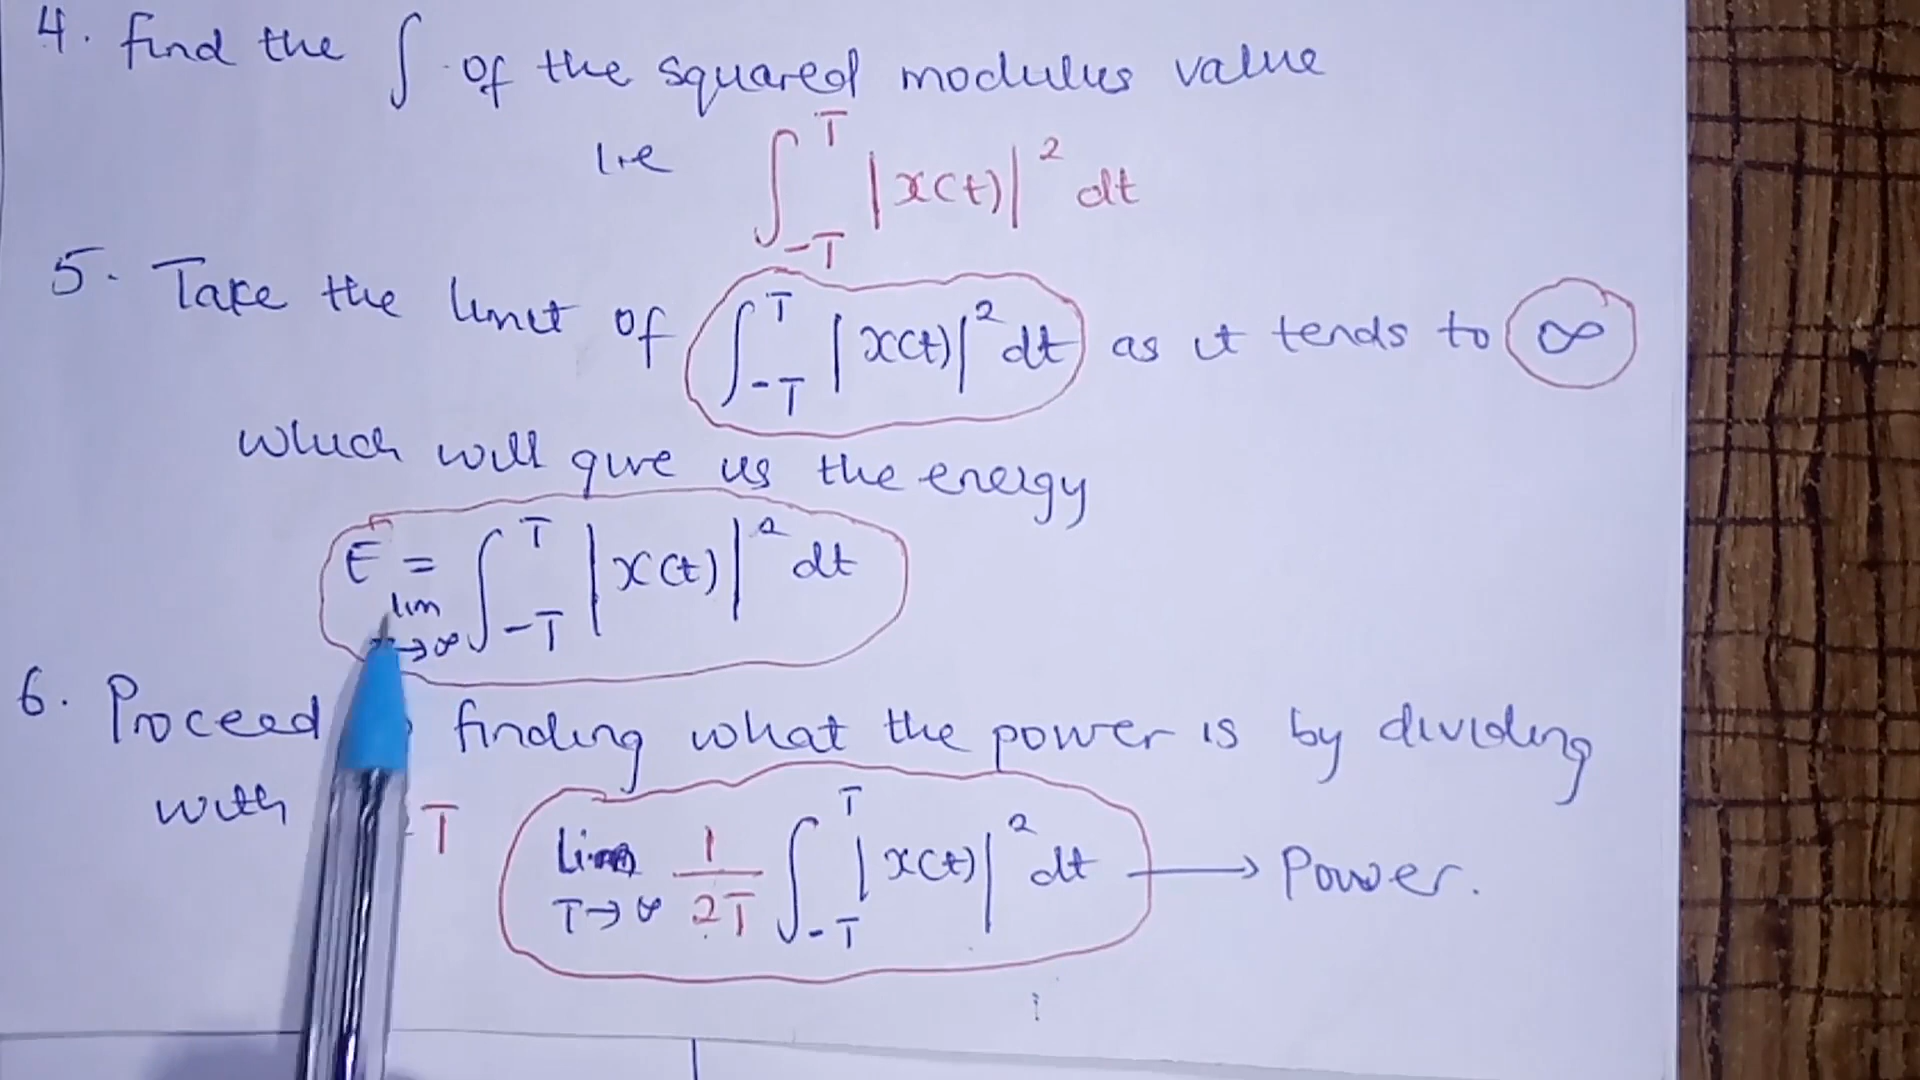 4. find the ∫ of the squared modulus value
i.e ∫_{-T}^{T} |x(t)|² dt
5. Take the limit of ∫_{-T}^{T} |x(t)|² dt as it tends to ∞
which will give us the energy
E = lim →∞ ∫_{-T}^{T} |x(t)|² dt
6. Proceed finding what the power is by dividing
with T
Lim T→∞ 1/2T ∫_{-T}^{T} |x(t)|² dt → Power.